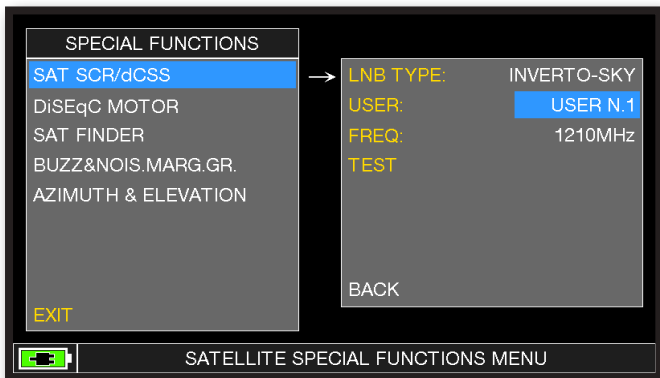 SPECIAL FUNCTIONS
SAT SCR/dCSS
DiSEqC MOTOR
SAT FINDER
BUZZ&NOIS.MARG.GR.
AZIMUTH & ELEVATION
EXIT
LNB TYPE: INVERTO-SKY
USER: USER N.1
FREQ: 1210MHz
TEST
BACK
SATELLITE SPECIAL FUNCTIONS MENU